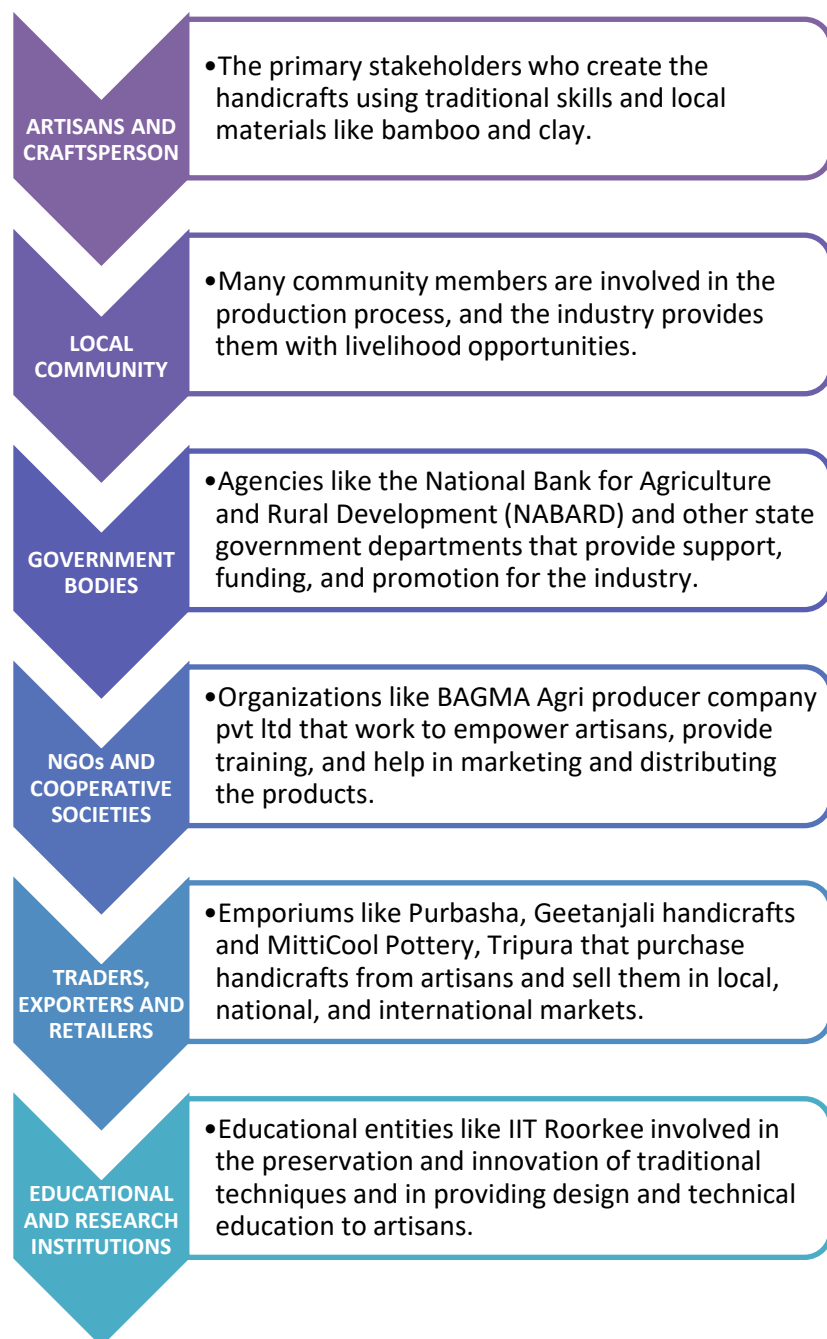 ARTISANS AND
CRAFTSPERSON
•The primary stakeholders who create the
handicrafts using traditional skills and local
materials like bamboo and clay.
LOCAL
COMMUNITY
•Many community members are involved in the
production process, and the industry provides
them with livelihood opportunities.
GOVERNMENT
BODIES
•Agencies like the National Bank for Agriculture
and Rural Development (NABARD) and other state
government departments that provide support,
funding, and promotion for the industry.
NGOs AND
COOPERATIVE
SOCIETIES
•Organizations like BAGMA Agri producer company
pvt ltd that work to empower artisans, provide
training, and help in marketing and distributing
the products.
TRADERS,
EXPORTERS AND
RETAILERS
•Emporiums like Purbasha, Geetanjali handicrafts
and MittiCool Pottery, Tripura that purchase
handicrafts from artisans and sell them in local,
national, and international markets.
EDUCATIONAL
AND RESEARCH
INSTITUTIONS
•Educational entities like IIT Roorkee involved in
the preservation and innovation of traditional
techniques and in providing design and technical
education to artisans.